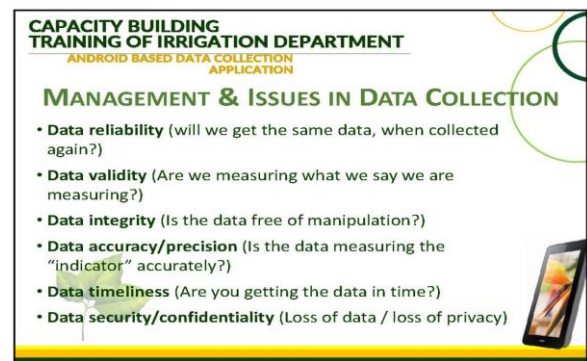 CAPACITY BUILDING
TRAINING OF IRRIGATION DEPARTMENT
ANDROID BASED DATA COLLECTION
APPLICATION
MANAGEMENT & ISSUES IN DATA COLLECTION
• Data reliability (will we get the same data, when collected
again?)
• Data validity (Are we measuring what we say we are
measuring?)
• Data integrity (Is the data free of manipulation?)
• Data accuracy/precision (Is the data measuring the
“indicator” accurately?)
• Data timeliness (Are you getting the data in time?)
• Data security/confidentiality (Loss of data / loss of privacy)